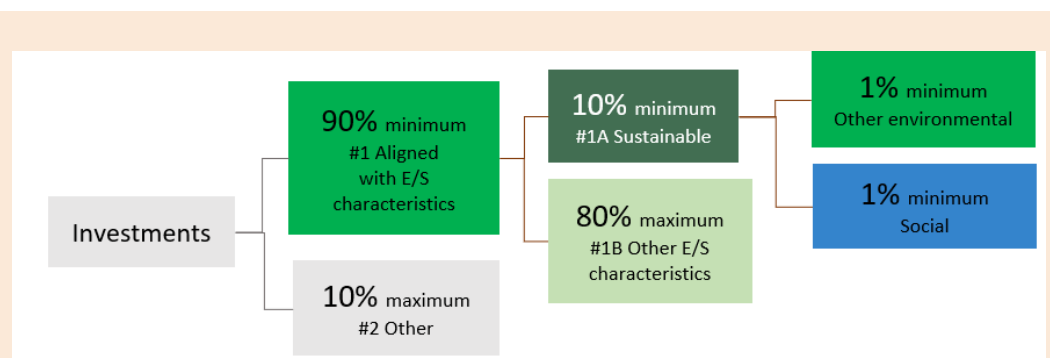 Investments
90% minimum
#1 Aligned
with E/S
characteristics
10% maximum
#2 Other
10% minimum
#1A Sustainable
80% maximum
#1B Other E/S
characteristics
1% minimum
Other environmental
1% minimum
Social